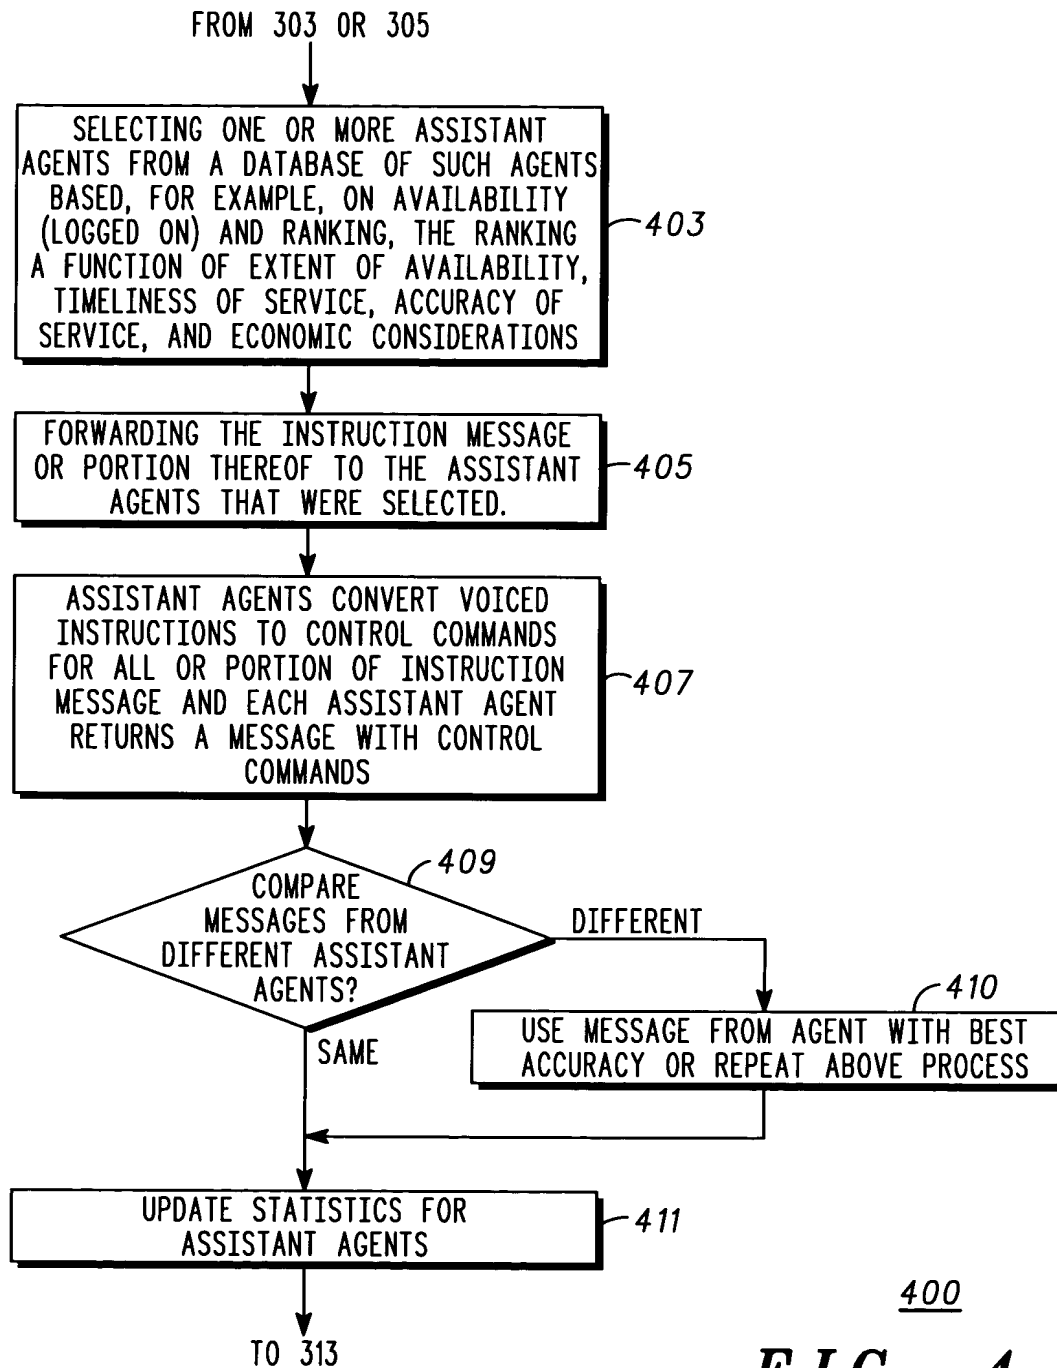 FROM 303 OR 305
SELECTING ONE OR MORE ASSISTANT
AGENTS FROM A DATABASE OF SUCH AGENTS
BASED, FOR EXAMPLE, ON AVAILABILITY
(LOGGED ON) AND RANKING, THE RANKING
A FUNCTION OF EXTENT OF AVAILABILITY,
TIMELINESS OF SERVICE, ACCURACY OF
SERVICE, AND ECONOMIC CONSIDERATIONS
403
FORWARDING THE INSTRUCTION MESSAGE
OR PORTION THEREOF TO THE ASSISTANT
AGENTS THAT WERE SELECTED.
405
ASSISTANT AGENTS CONVERT VOICED
INSTRUCTIONS TO CONTROL COMMANDS
FOR ALL OR PORTION OF INSTRUCTION
MESSAGE AND EACH ASSISTANT AGENT
RETURNS A MESSAGE WITH CONTROL
COMMANDS
407
COMPARE
MESSAGES FROM
DIFFERENT ASSISTANT
AGENTS?
409
DIFFERENT
SAME
410
USE MESSAGE FROM AGENT WITH BEST
ACCURACY OR REPEAT ABOVE PROCESS
UPDATE STATISTICS FOR
ASSISTANT AGENTS
411
TO 313
400
FIG. 4